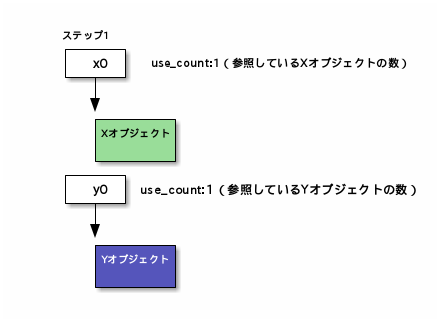 ステップ1
x0
use_count:1 ( 参照しているXオブジェクトの数 )
Xオブジェクト
y0
use_count:1 ( 参照しているYオブジェクトの数 )
Yオブジェクト